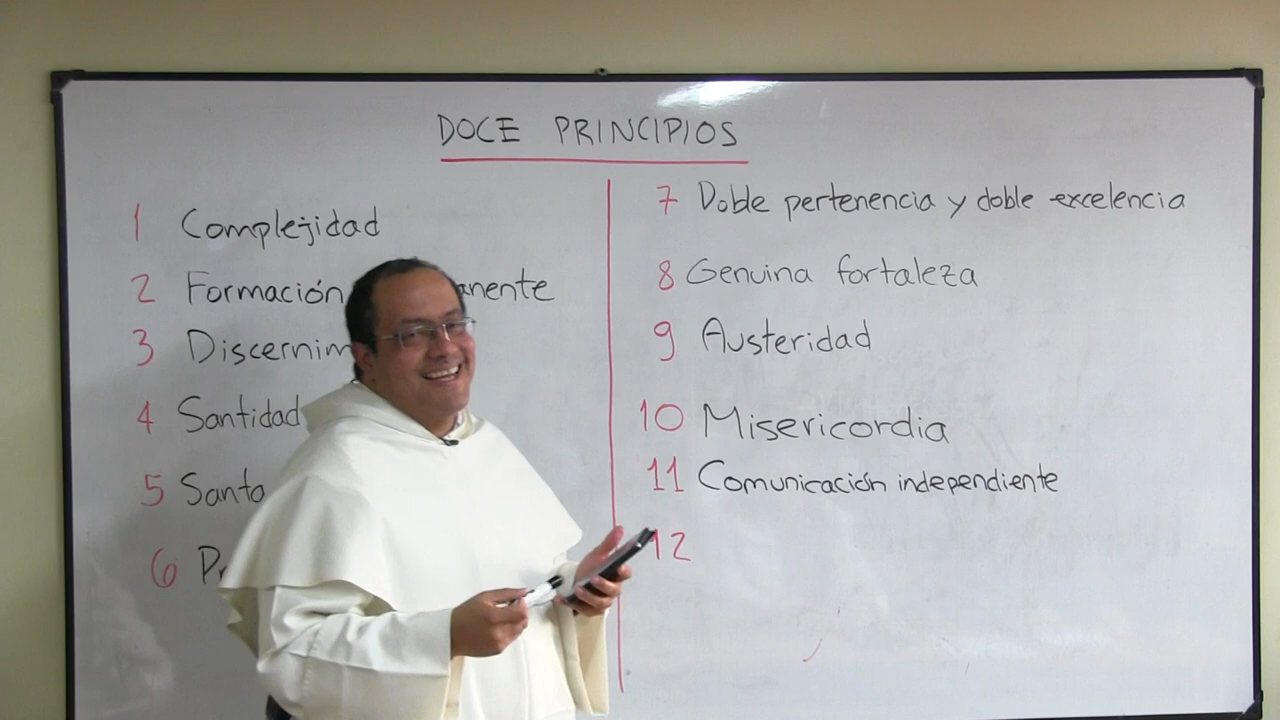 DOCE PRINCIPIOS
1 Complejidad
2 Formación
3
4 Santidad
5
6
7 Doble pertenencia y doble excelencia
8 Genuina fortaleza
9 Austeridad
10 Misericordia
11 Comunicación independiente
12